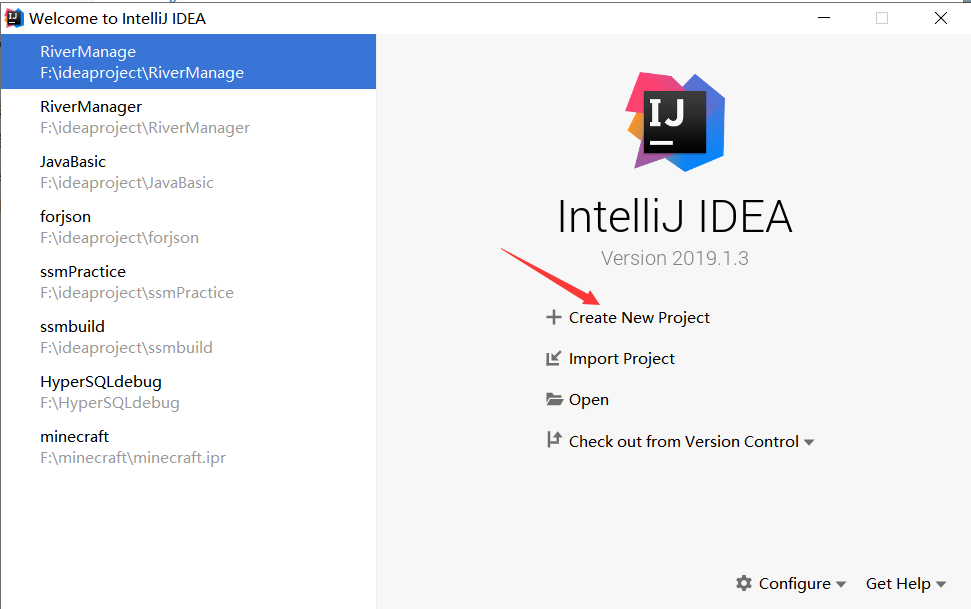 Welcome to IntelliJ IDEA
RiverManage
F:\ideaproject\RiverManage
RiverManager
F:\ideaproject\RiverManager
JavaBasic
F:\ideaproject\JavaBasic
forjson
F:\ideaproject\forjson
ssmPractice
F:\ideaproject\ssmPractice
ssmbuild
F:\ideaproject\ssmbuild
HyperSQLdebug
F:\HyperSQLdebug
minecraft
F:\minecraft\minecraft.ipr
IJ
IntelliJ IDEA
Version 2019.1.3
Create New Project
Import Project
Open
Check out from Version Control
Configure
Get Help